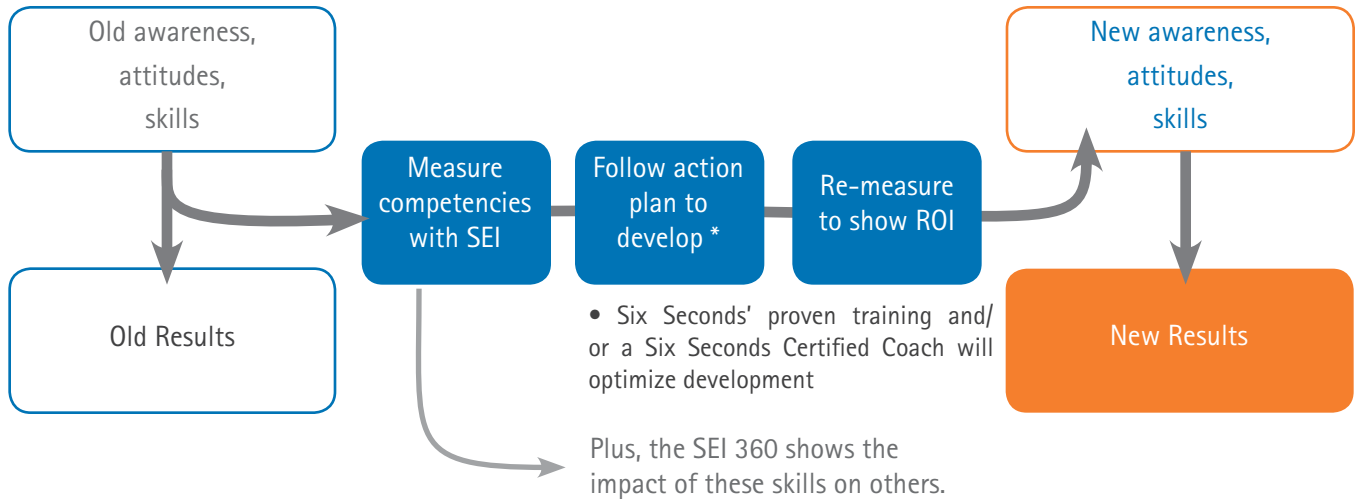 Old awareness,
attitudes,
skills
Old Results
Measure
competencies
with SEI
Follow action
plan to
develop *
Re-measure
to show ROI
• Six Seconds' proven training and/
or a Six Seconds Certified Coach will
optimize development
Plus, the SEI 360 shows the
impact of these skills on others.
New awareness,
attitudes,
skills
New Results